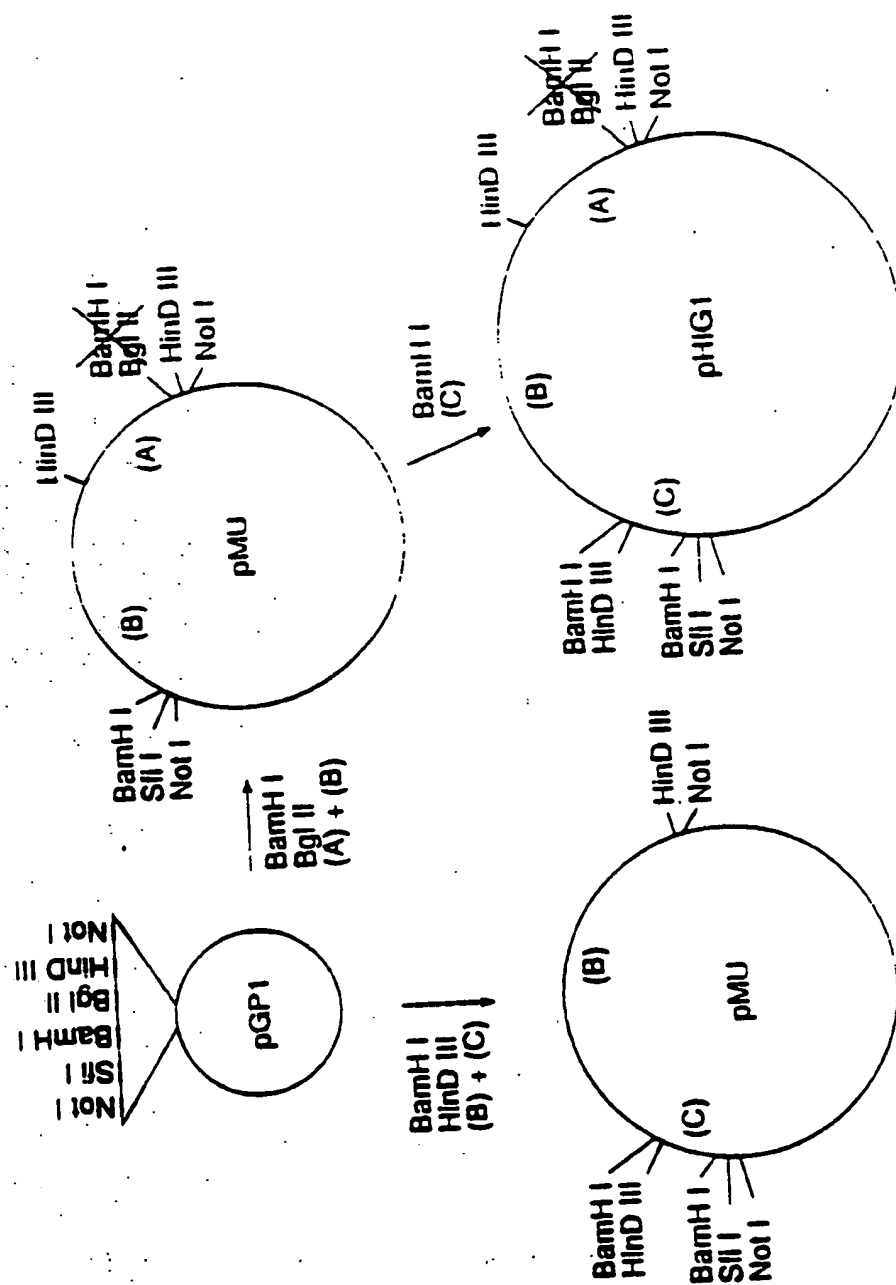 Not I
Sfi I
BamH I
Bgl II
HinD III
Not I
pGP1
BamH I
Bgl II
(A) + (B)
BamH I
Sfi I
Not I
(B)
pMU
(A)
HinD III
BamH I
Bgl II
HinD III
Not I
BamH I
HinD III
(B) + (C)
BamH I
(C)
BamH I
HinD III
BamH I
Sfi I
Not I
(C)
(B)
pMU
HinD III
Not I
BamH I
HinD III
BamH I
Sfi I
Not I
(C)
(B)
pHIG1
(A)
HinD III
BamH I
Bgl II
HinD III
Not I